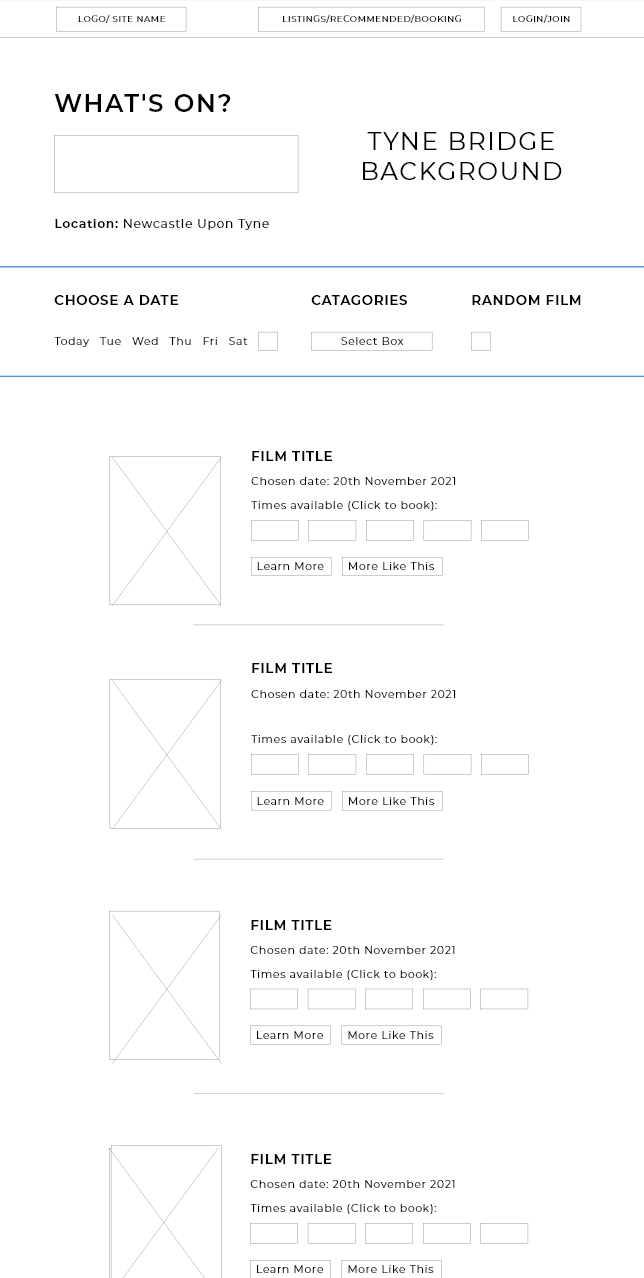 LOGO/ SITE NAME
LISTINGS/RECOMMENDED/BOOKING
LOGIN/JOIN
WHAT'S ON?
TYNE BRIDGE
BACKGROUND
Location: Newcastle Upon Tyne
CHOOSE A DATE
CATAGORIES
RANDOM FILM
Today Tue Wed Thu Fri Sat
Select Box
FILM TITLE
Chosen date: 20th November 2021
Times available (Click to book):
Learn More
More Like This
FILM TITLE
Chosen date: 20th November 2021
Times available (Click to book):
Learn More
More Like This
FILM TITLE
Chosen date: 20th November 2021
Times available (Click to book):
Learn More
More Like This
FILM TITLE
Chosen date: 20th November 2021
Times available (Click to book):
Learn More
More Like This